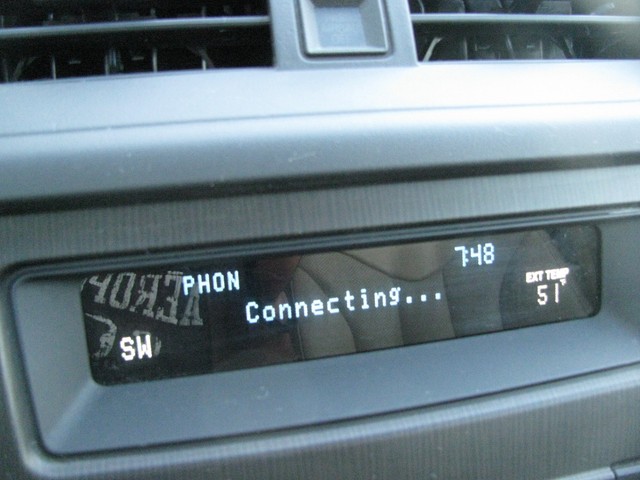 PHON
7:48
EXT TEMP
Connecting...
51°F
SW